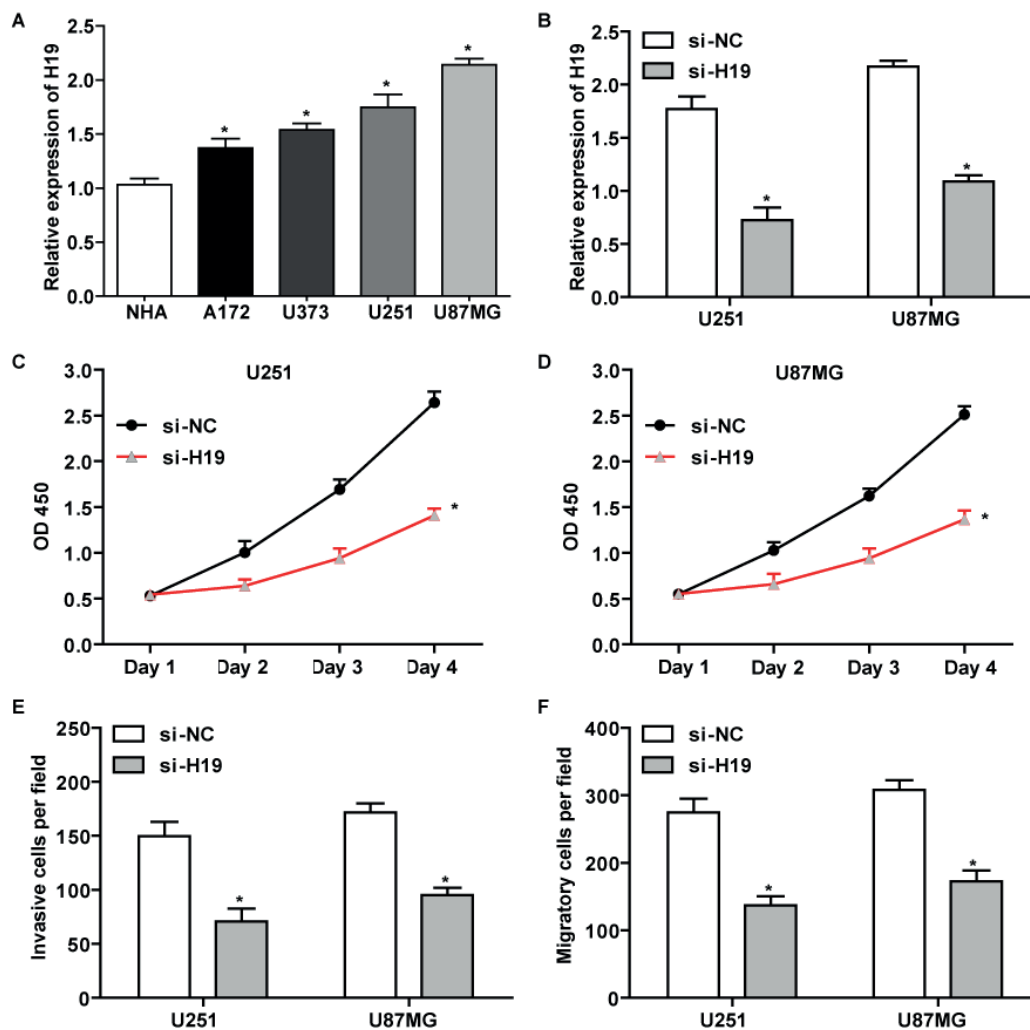 A
Relative expression of H19
2.5
2.0
1.5
1.0
0.5
0.0
*
*
*
*
NHA
A172
U373
U251
U87MG
B
Relative expression of H19
2.5
2.0
1.5
1.0
0.5
0.0
si-NC
si-H19
*
*
U251
U87MG
C
U251
OD 450
3.0
2.5
2.0
1.5
1.0
0.5
0.0
si-NC
si-H19
*
Day 1
Day 2
Day 3
Day 4
D
U87MG
OD 450
3.0
2.5
2.0
1.5
1.0
0.5
0.0
si-NC
si-H19
*
Day 1
Day 2
Day 3
Day 4
E
Invasive cells per field
250
200
150
100
50
0
si-NC
si-H19
*
*
U251
U87MG
F
Migratory cells per field
400
300
200
100
0
si-NC
si-H19
*
*
U251
U87MG